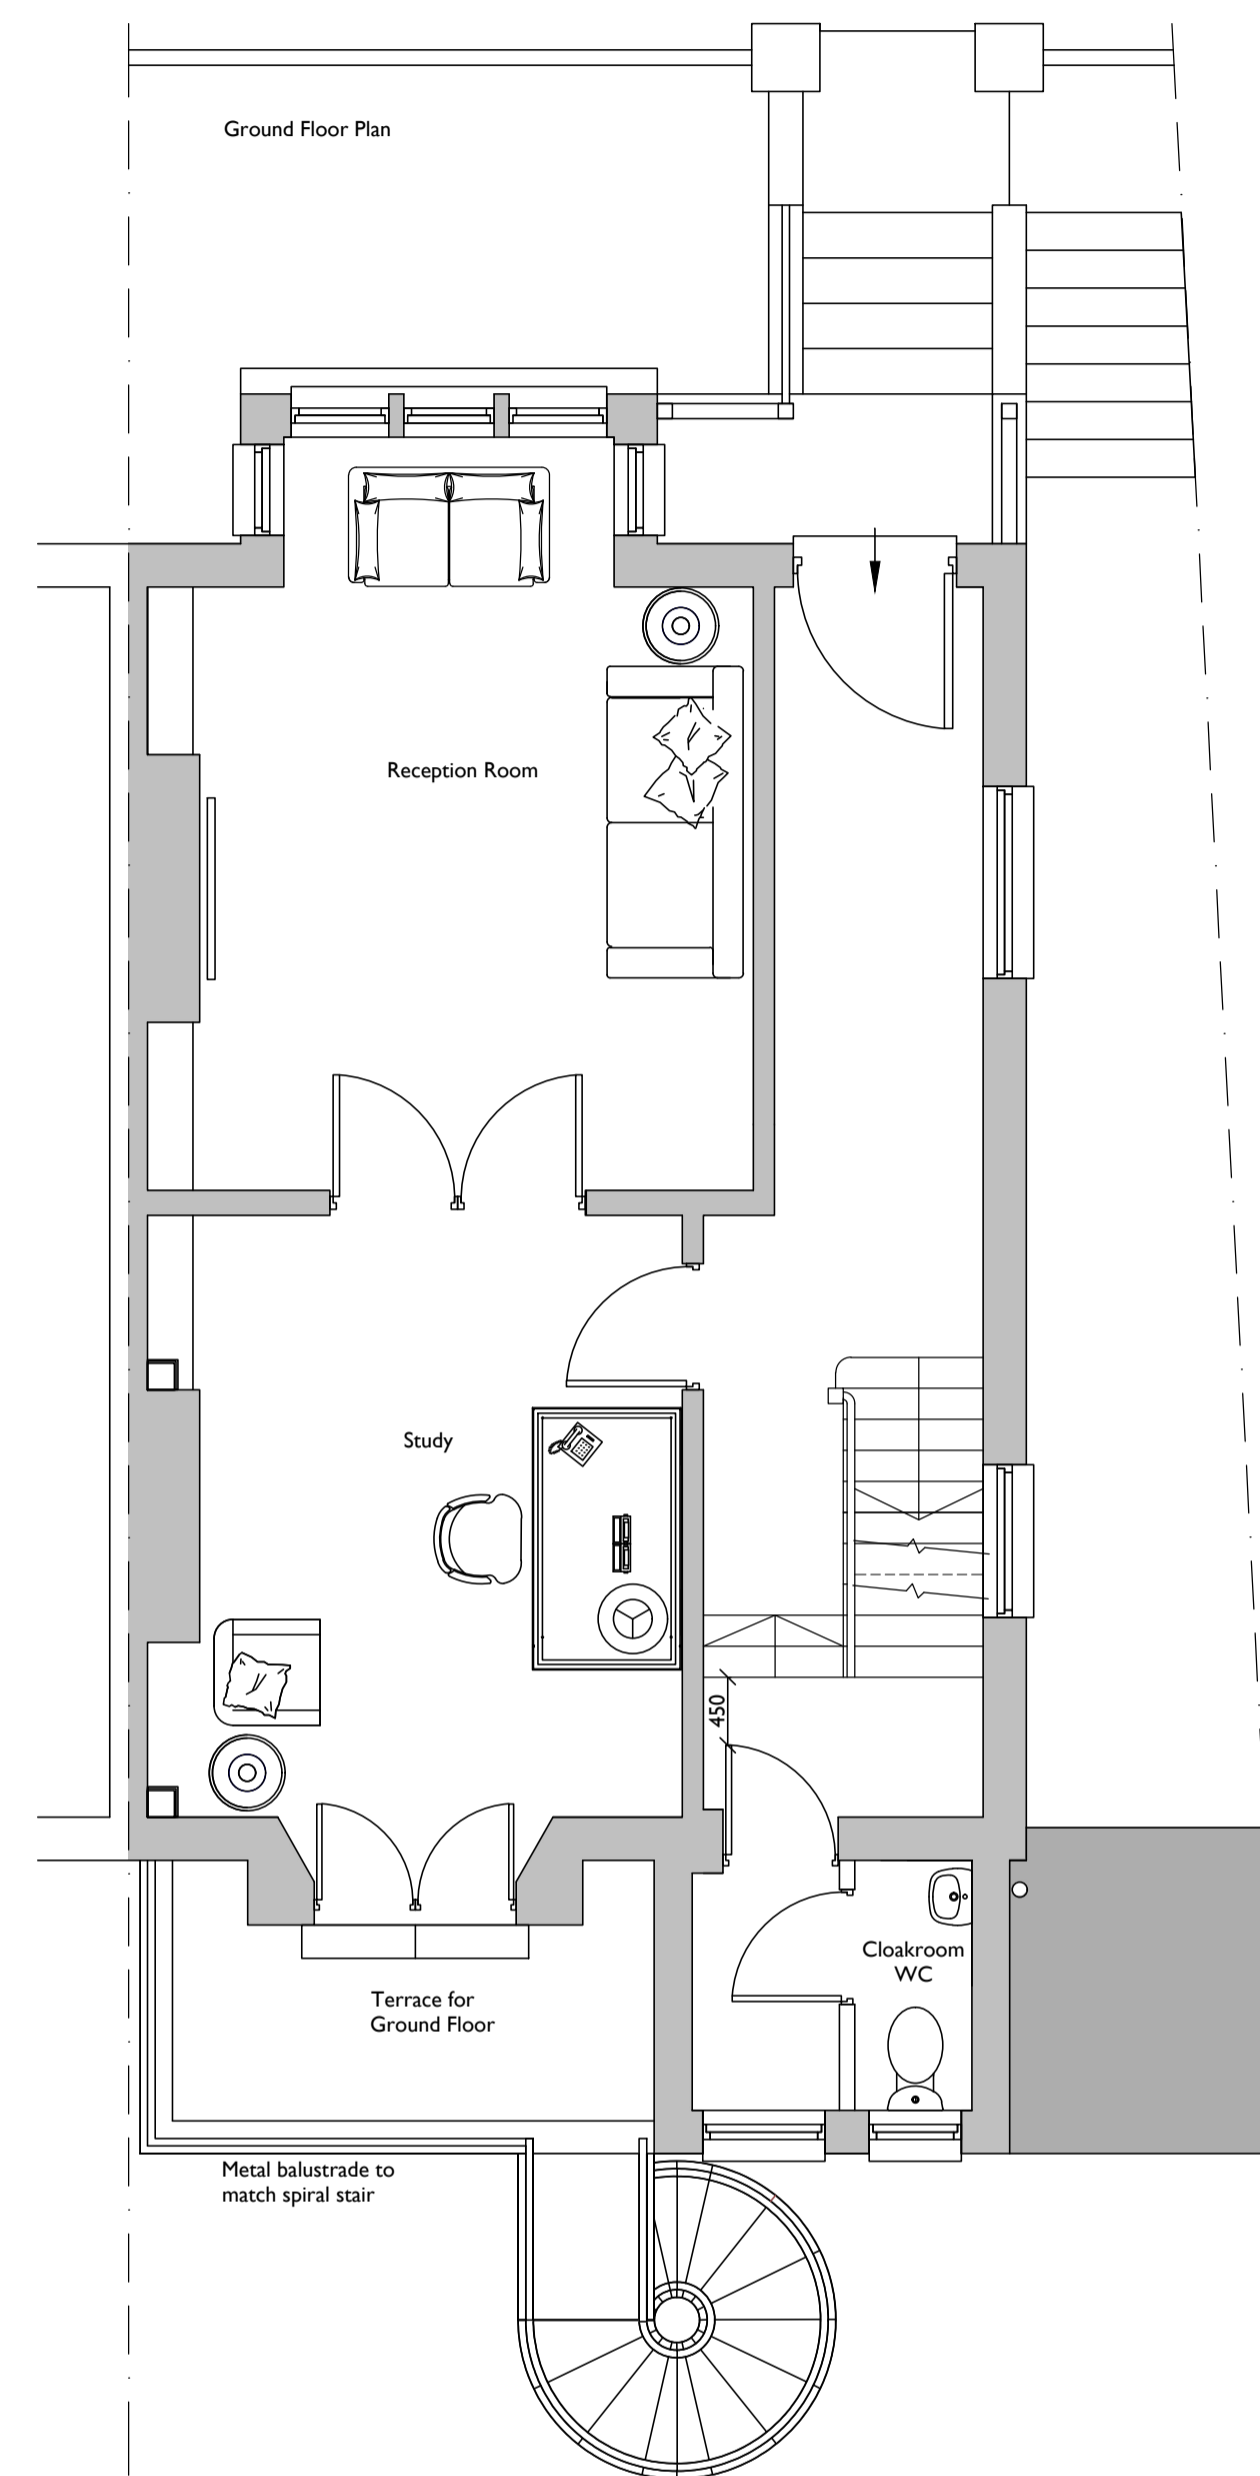 Ground Floor Plan
Reception Room
Study
450
Cloakroom
WC
Terrace for
Ground Floor
Metal balustrade to
match spiral stair